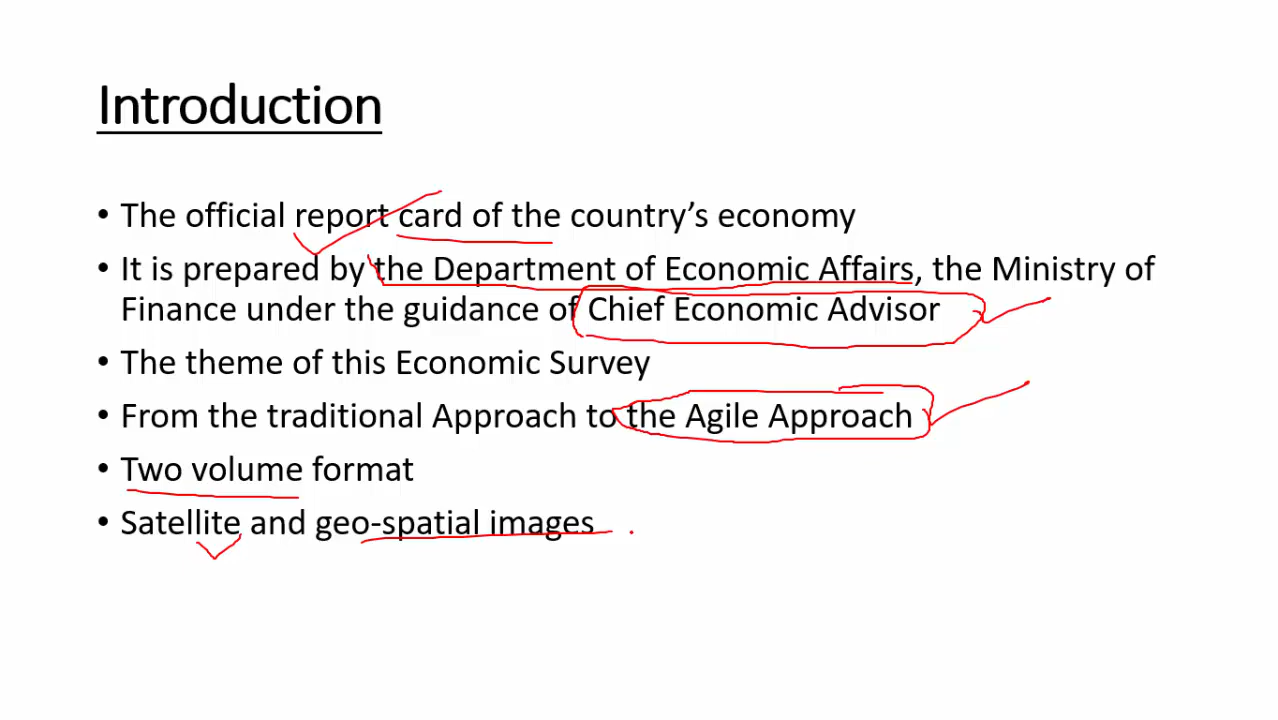 Introduction
• The official report card of the country's economy
• It is prepared by the Department of Economic Affairs, the Ministry of
Finance under the guidance of Chief Economic Advisor
• The theme of this Economic Survey
• From the traditional Approach to the Agile Approach
• Two volume format
• Satellite and geo-spatial images